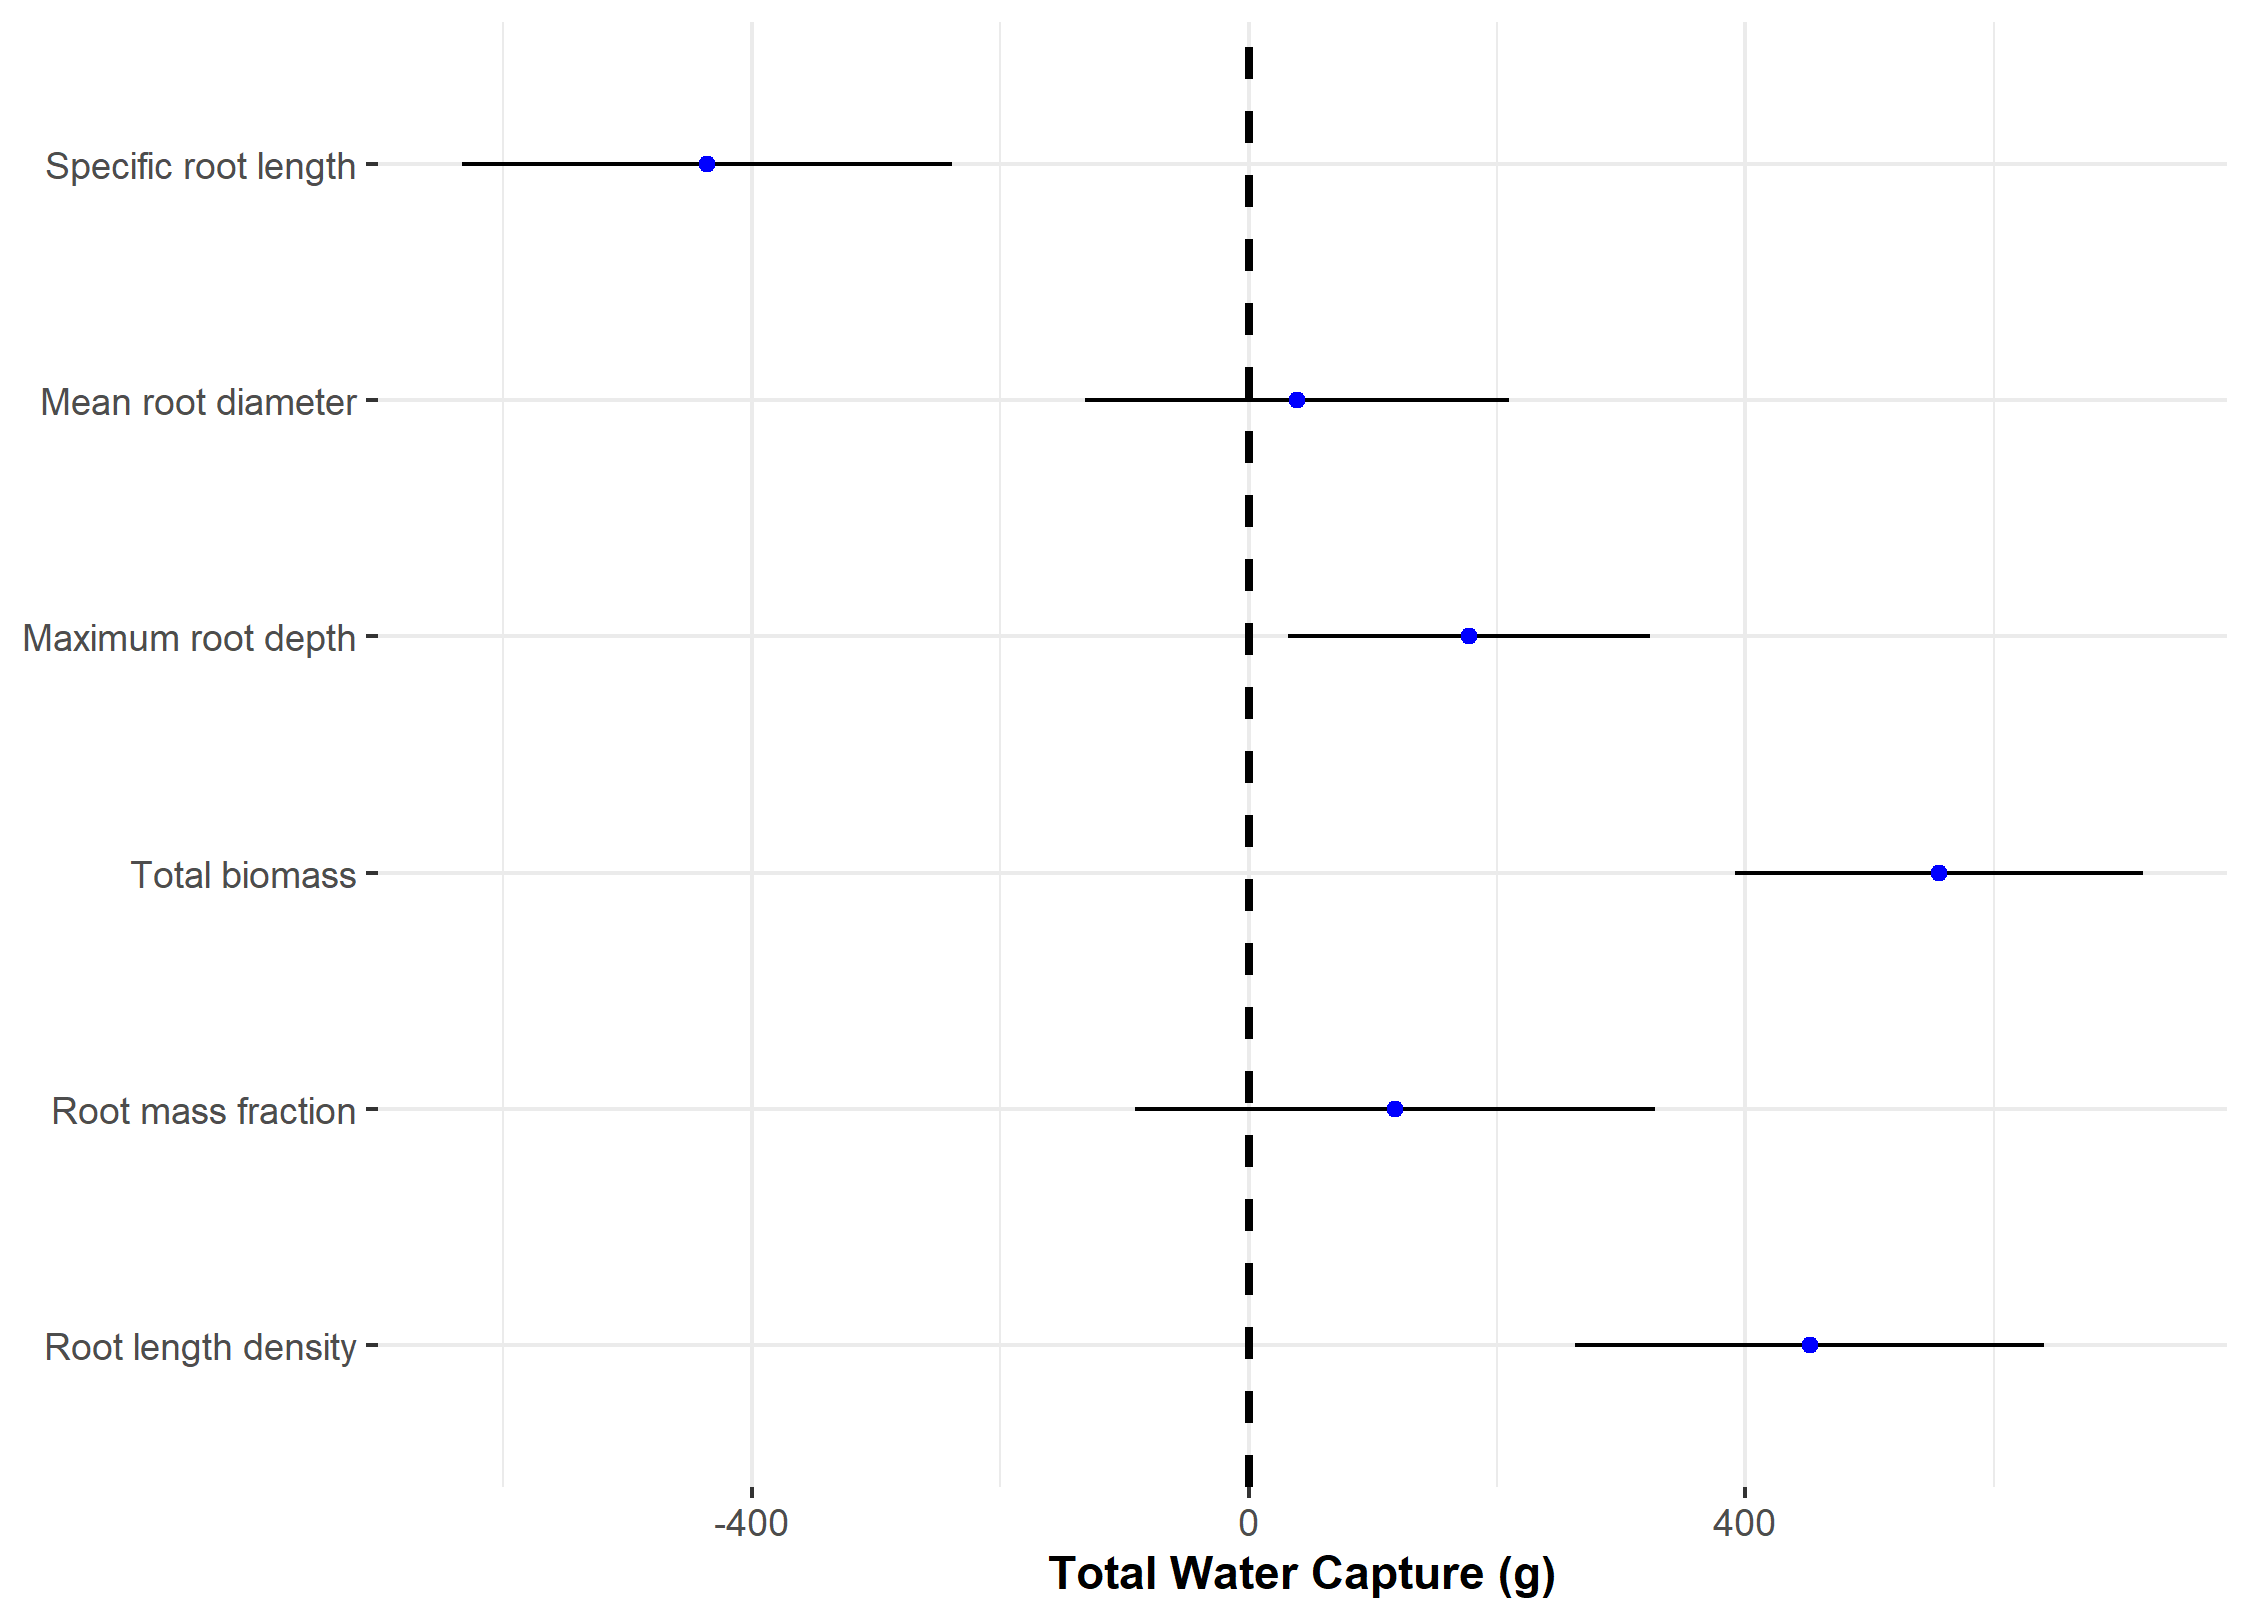 Specific root length
Mean root diameter
Maximum root depth
Total biomass
Root mass fraction
Root length density
-400 0 400
Total Water Capture (g)